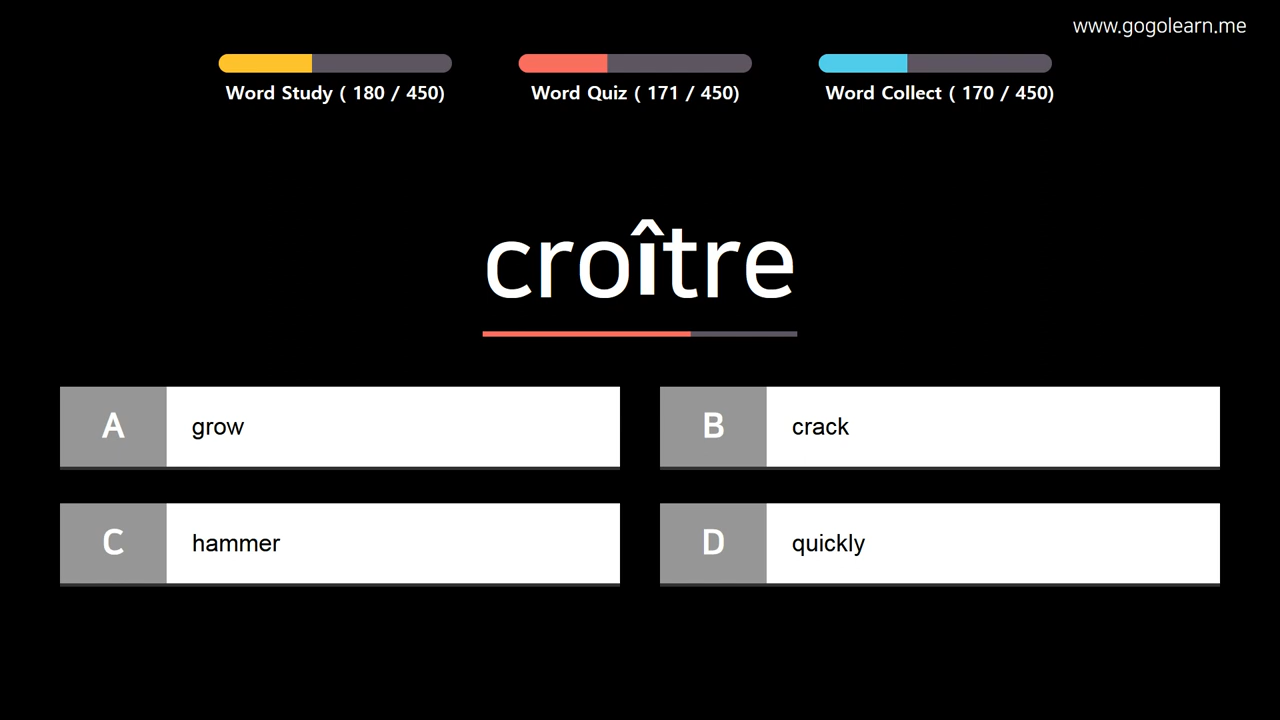 www.gogolearn.me
Word Study ( 180 / 450)
Word Quiz ( 171 / 450)
Word Collect ( 170 / 450)
croître
A grow
B crack
C hammer
D quickly